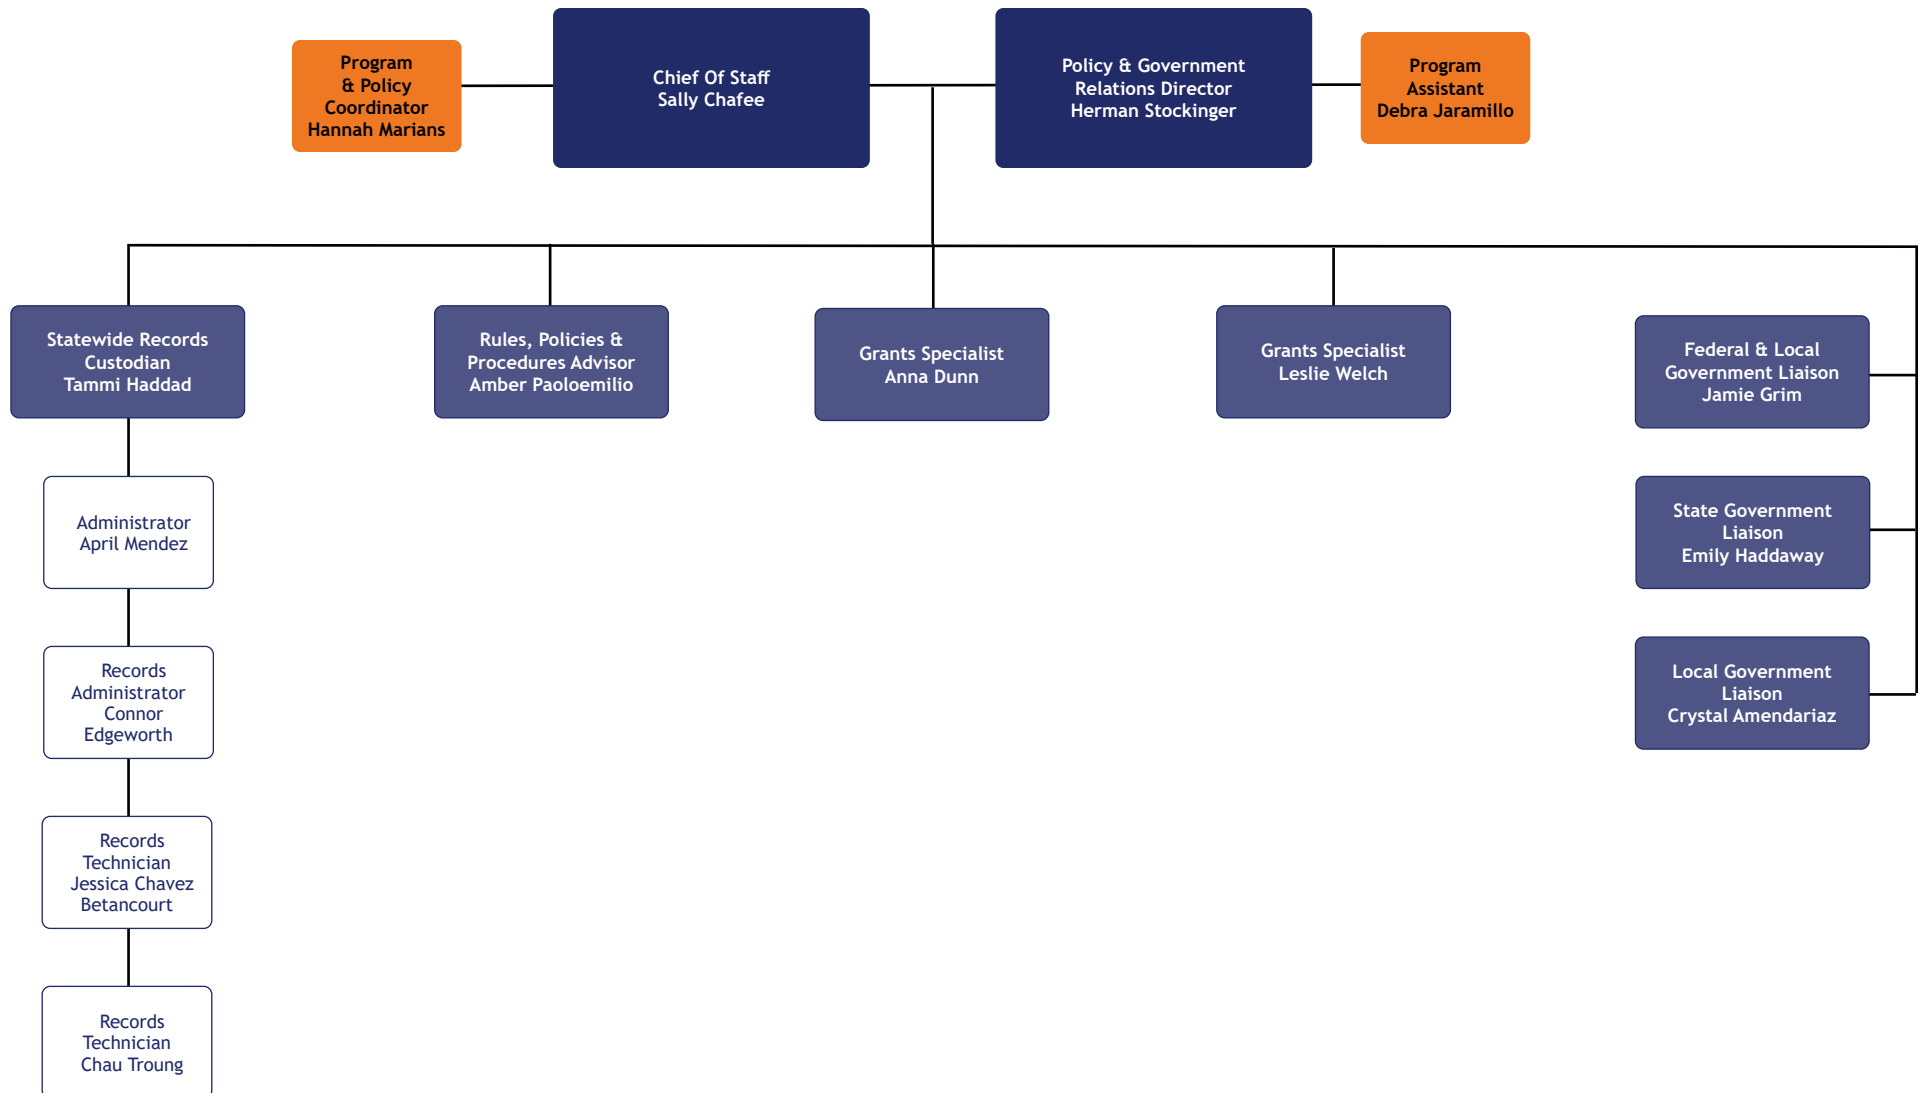 Program
& Policy
Coordinator
Hannah Marians
Chief Of Staff
Sally Chafee
Policy & Government
Relations Director
Herman Stockinger
Program
Assistant
Debra Jaramillo
Statewide Records
Custodian
Tammi Haddad
Rules, Policies &
Procedures Advisor
Amber Paoloemilio
Grants Specialist
Anna Dunn
Grants Specialist
Leslie Welch
Federal & Local
Government Liaison
Jamie Grim
Administrator
April Mendez
State Government
Liaison
Emily Haddaway
Records
Administrator
Connor
Edgeworth
Local Government
Liaison
Crystal Amendariaz
Records
Technician
Jessica Chavez
Betancourt
Records
Technician
Chau Troung